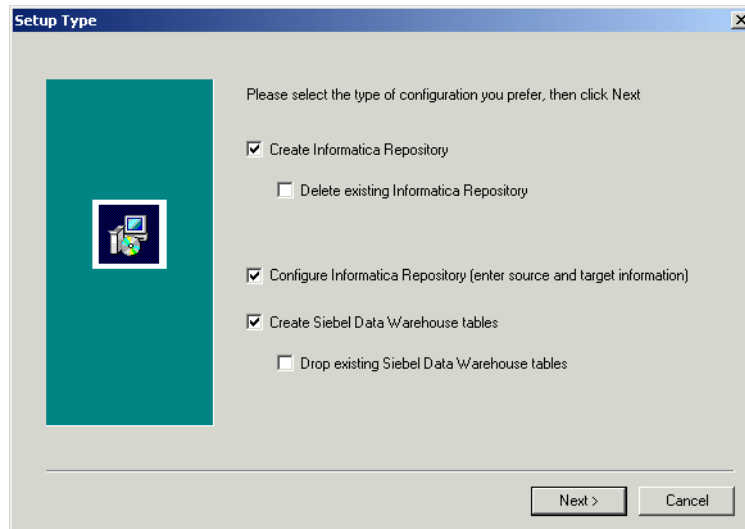 Setup Type
Please select the type of configuration you prefer, then click Next
Create Informatica Repository
Delete existing Informatica Repository
Configure Informatica Repository (enter source and target information)
Create Siebel Data Warehouse tables
Drop existing Siebel Data Warehouse tables
Next >
Cancel